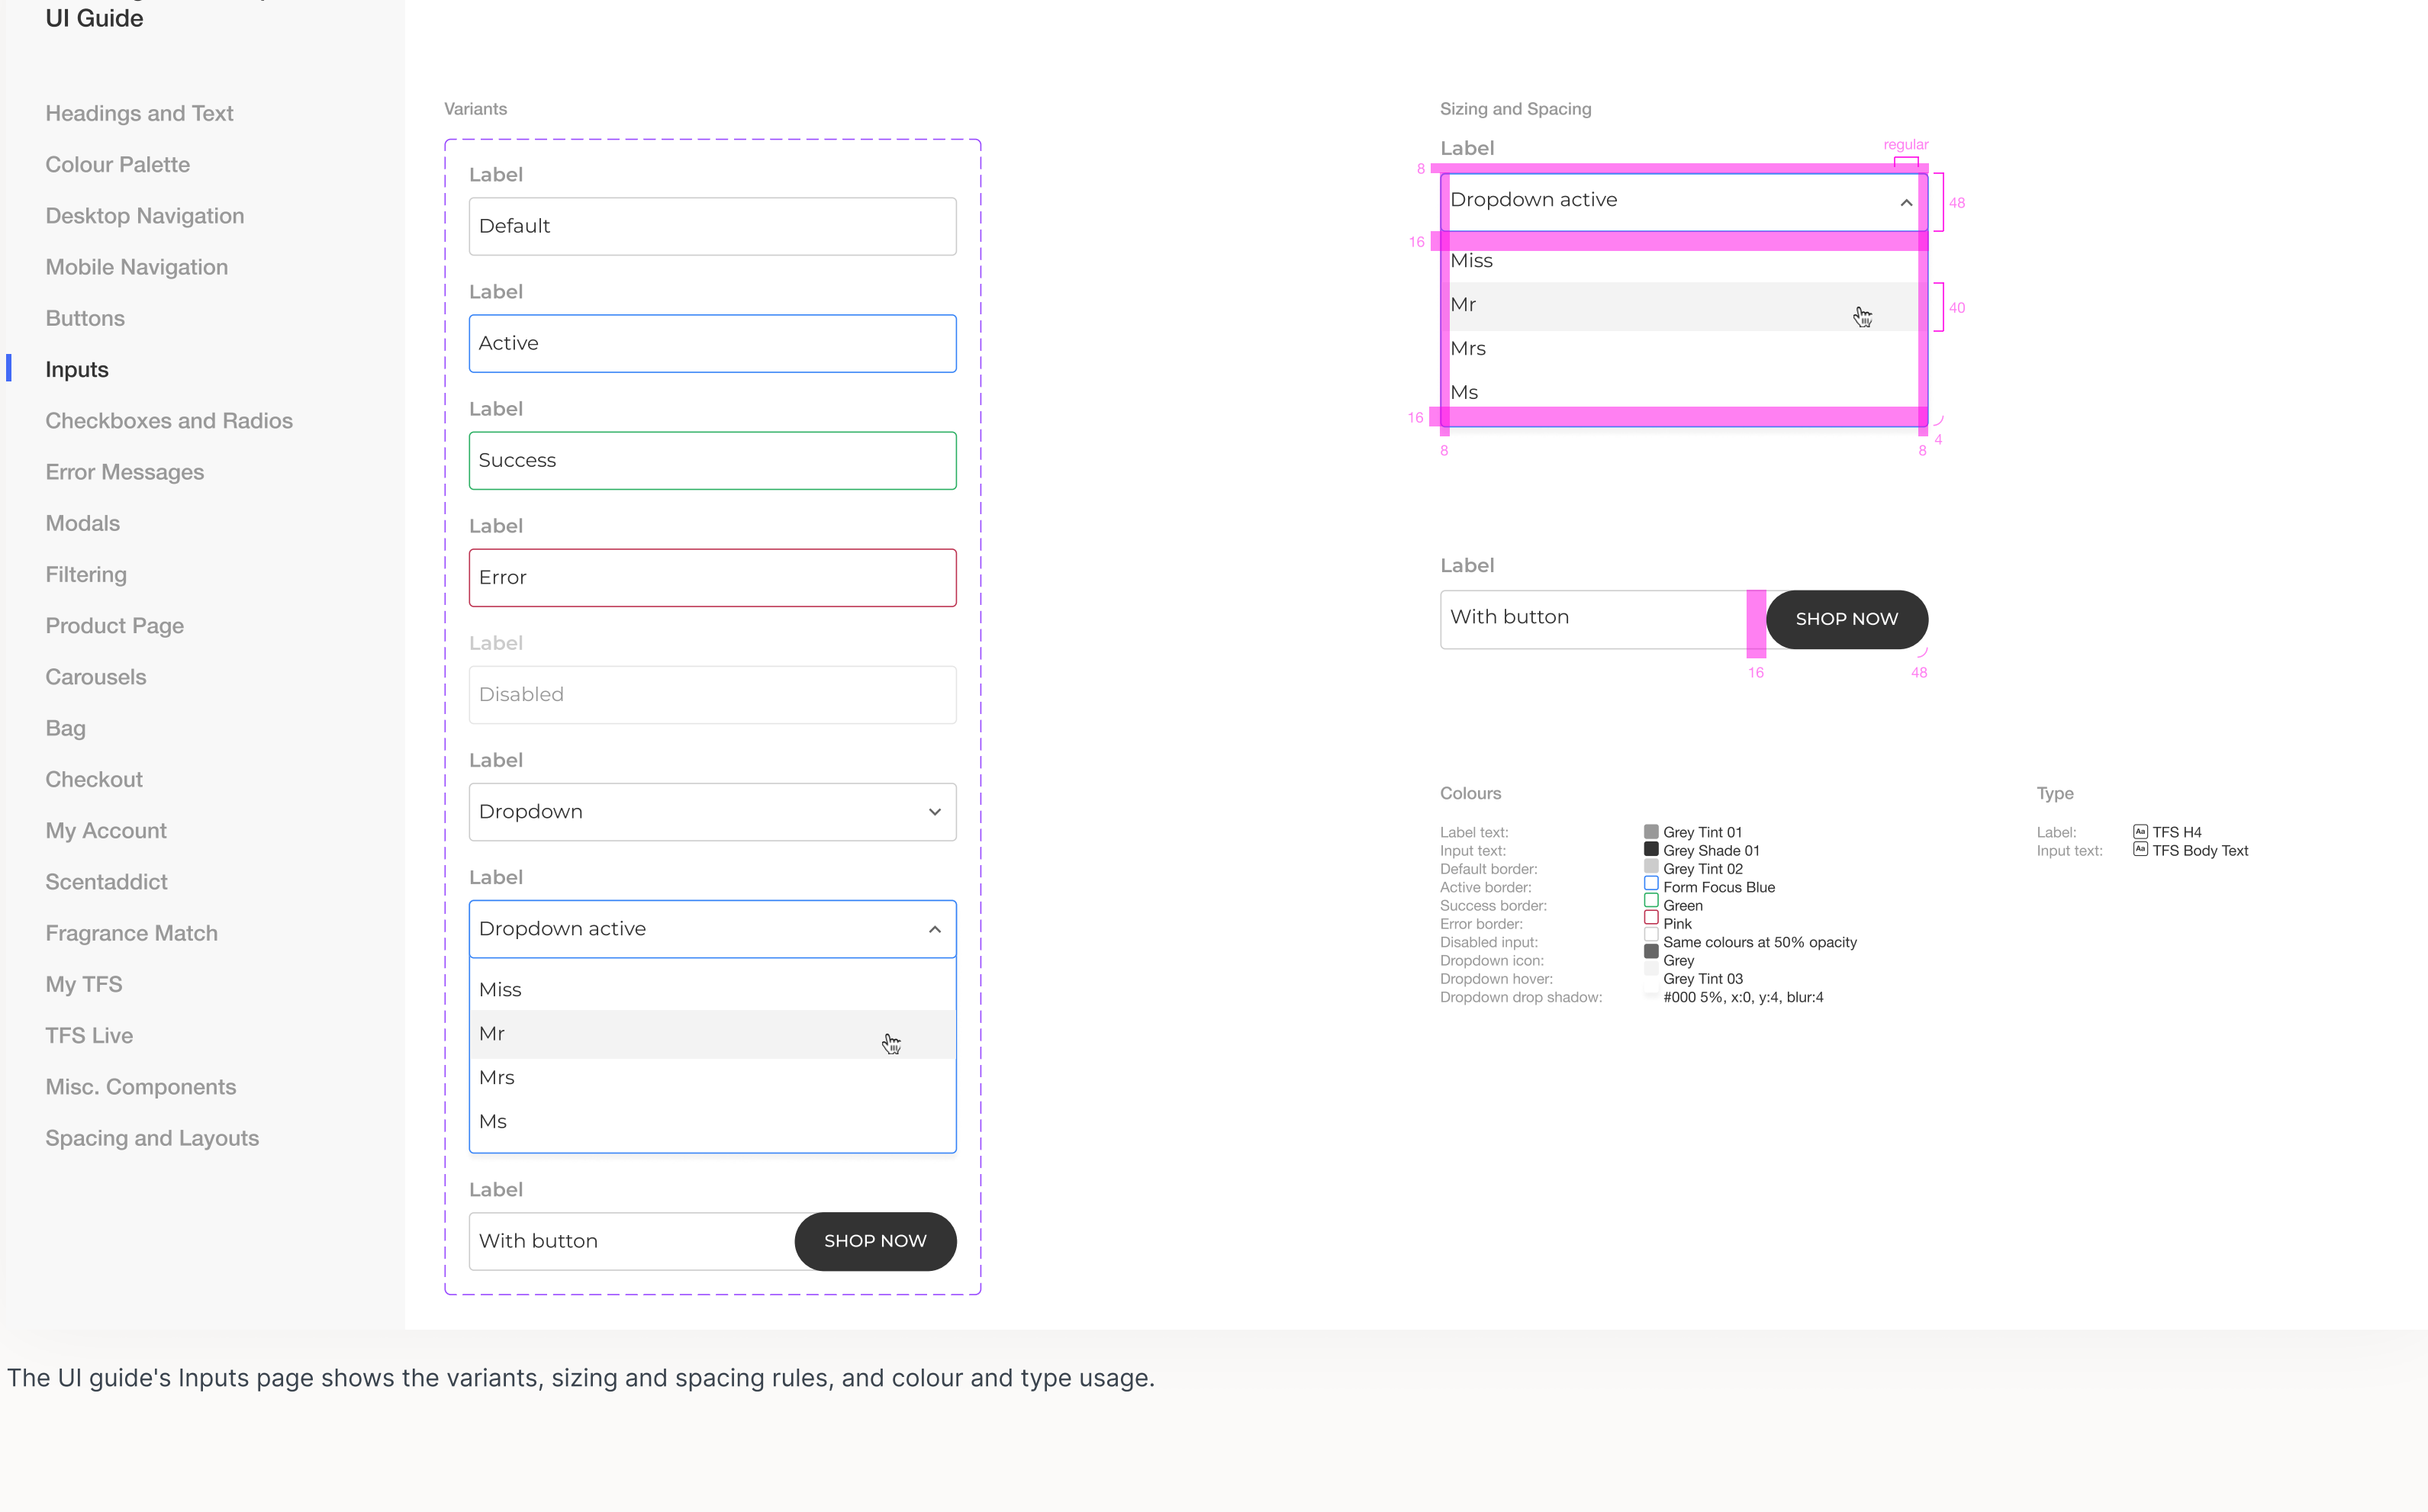 UI Guide
Headings and Text
Colour Palette
Desktop Navigation
Mobile Navigation
Buttons
Inputs
Checkboxes and Radios
Error Messages
Modals
Filtering
Product Page
Carousels
Bag
Checkout
My Account
Scentaddict
Fragrance Match
My TFS
TFS Live
Misc. Components
Spacing and Layouts
Variants
Label
Default
Label
Active
Label
Success
Label
Error
Label
Disabled
Label
Dropdown
Label
Dropdown active
Miss
Mr
Mrs
Ms
Label
With button SHOP NOW
Sizing and Spacing
Label
regular
8
Dropdown active
48
16
Miss
Mr
40
Mrs
Ms
16
4
8 8
Label
With button SHOP NOW
16 48
Colours
Label text: Grey Tint 01
Input text: Grey Shade 01
Default border: Grey Tint 02
Active border: Form Focus Blue
Success border: Green
Error border: Pink
Disabled input: Same colours at 50% opacity
Dropdown icon: Grey
Dropdown hover: Grey Tint 03
Dropdown drop shadow: #000 5%, x:0, y:4, blur:4
Type
Label: Aa TFS H4
Input text: Aa TFS Body Text
The UI guide's Inputs page shows the variants, sizing and spacing rules, and colour and type usage.